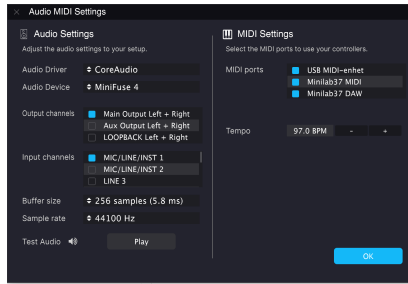 Audio MIDI Settings
Audio Settings
Adjust the audio settings to your setup.
Audio Driver
CoreAudio
Audio Device
MiniFuse 4
Output channels
Main Output Left + Right
Aux Output Left + Right
LOOPBACK Left + Right
Input channels
MIC/LINE/INST 1
MIC/LINE/INST 2
LINE 3
Buffer size
256 samples (5.8 ms)
Sample rate
44100 Hz
Test Audio
Play
MIDI Settings
Select the MIDI ports to use your controllers.
MIDI ports
USB MIDI-enhet
Minilab37 MIDI
Minilab37 DAW
Tempo
97.0 BPM
-
+
OK